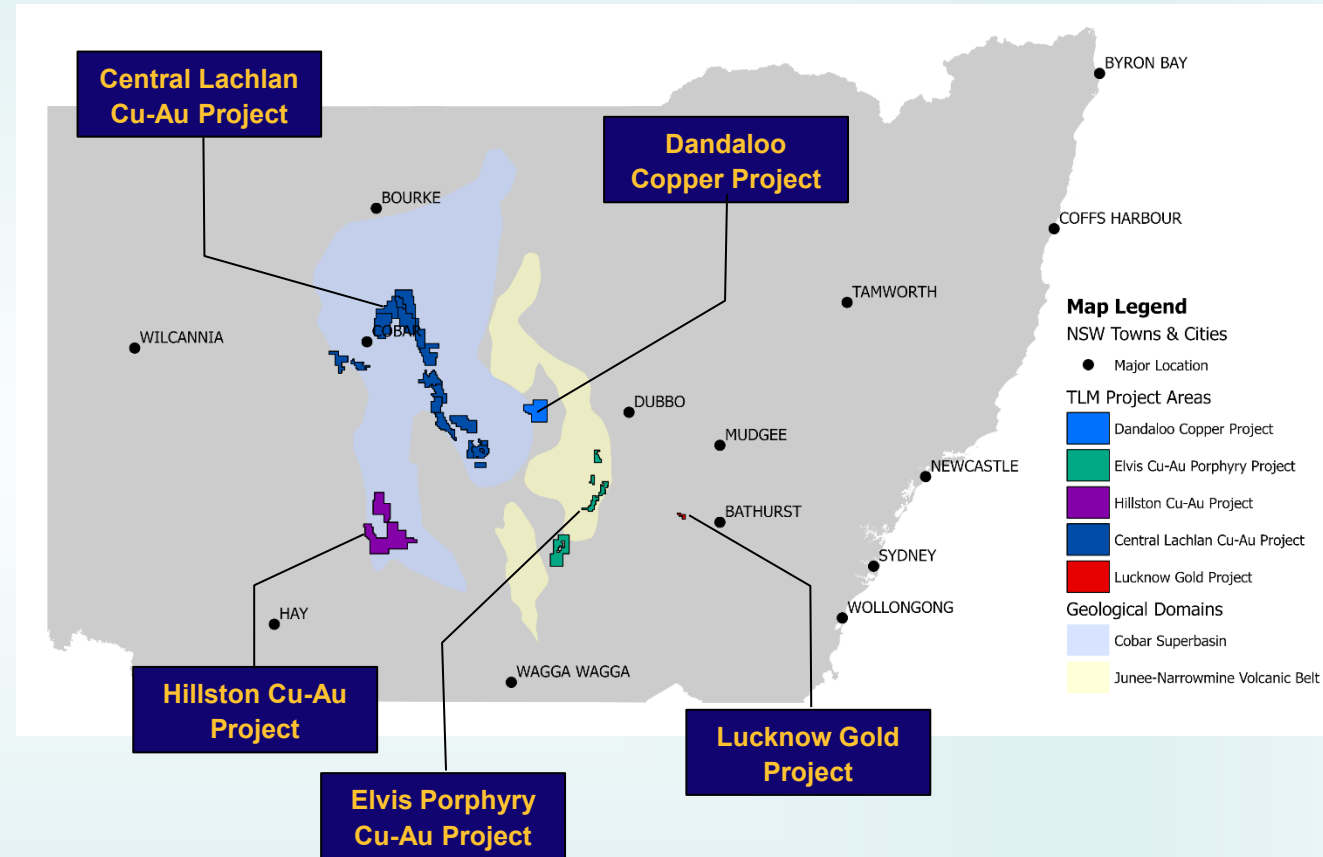 Central Lachlan
Cu-Au Project
BYRON BAY
Dandaloo
Copper Project
BOURKE
COFFS HARBOUR
TAMWORTH
WILCANNIA
COBAR
Map Legend
NSW Towns & Cities
Major Location
TLM Project Areas
Dandaloo Copper Project
Elvis Cu-Au Porphyry Project
Hillston Cu-Au Project
Central Lachlan Cu-Au Project
Lucknow Gold Project
Geological Domains
Cobar Superbasin
Junee-Narrowmine Volcanic Belt
DUBBO
MUDGEE
NEWCASTLE
BATHURST
SYDNEY
WOLLONGONG
HAY
WAGGA WAGGA
Hillston Cu-Au
Project
Lucknow Gold
Project
Elvis Porphyry
Cu-Au Project